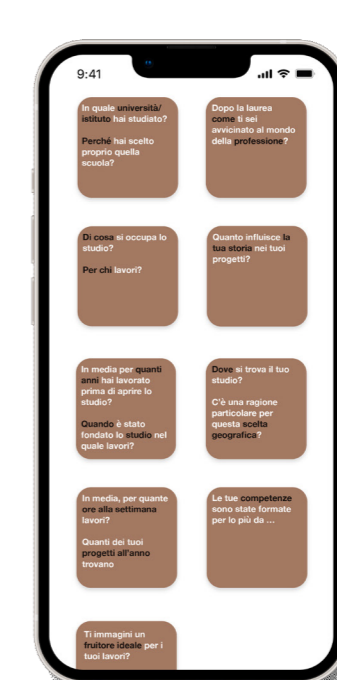 9:41
In quale università/
istituto hai studiato?
Perché hai scelto
proprio quella
scuola?
Dopo la laurea
come ti sei
avvicinato al mondo
della professione?
Di cosa si occupa lo
studio?
Per chi lavori?
Quanto influisce la
tua storia nei tuoi
progetti?
In media per quanti
anni hai lavorato
prima di aprire lo
studio?
Quando è stato
fondato lo studio nel
quale lavori?
Dove si trova il tuo
studio?
C'è una ragione
particolare per
questa scelta
geografica?
In media, per quante
ore alla settimana
lavori?
Quanti dei tuoi
progetti all'anno
trovano
Le tue competenze
sono state formate
per lo più da ...
Ti immagini un
fruitore ideale per i
tuoi lavori?